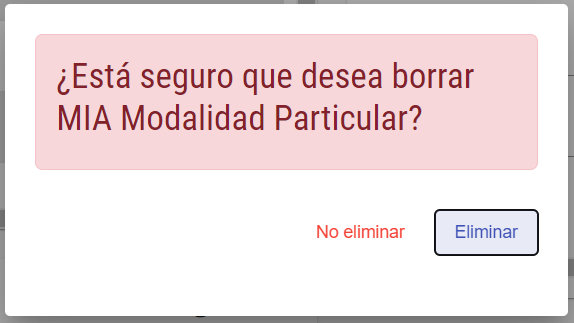 ¿Está seguro que desea borrar
MIA Modalidad Particular?
No eliminar
Eliminar